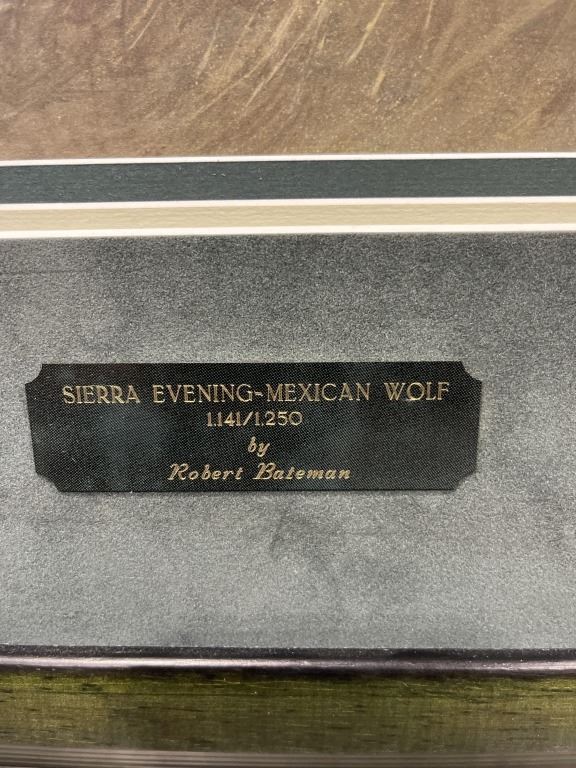 SIERRA EVENING-MEXICAN WOLF
1.141/1.250
by
Robert Bateman